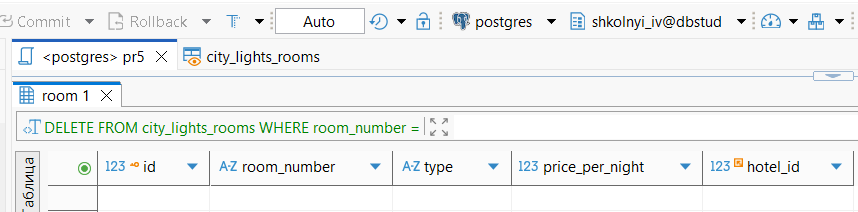 Commit Rollback T Auto postgres shkolnyi_iv@dbstud
<postgres> pr5 city_lights_rooms
room 1
T DELETE FROM city_lights_rooms WHERE room_number =
123 id A-Z room_number A-Z type 123 price_per_night 123 hotel_id
аблица